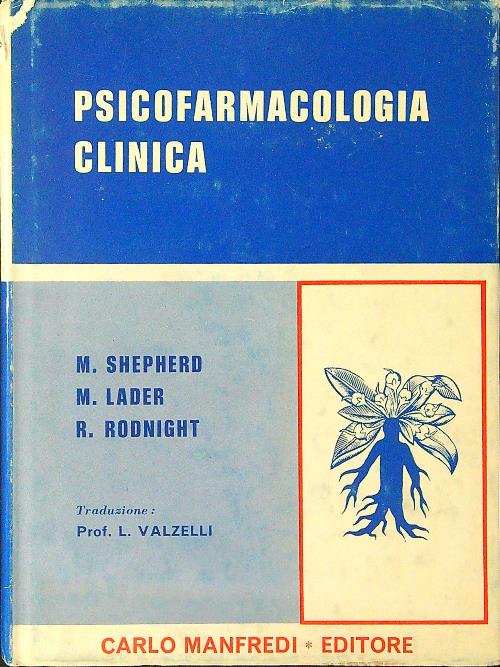 PSICOFARMACOLOGIA
CLINICA
M. SHEPHERD
M. LADER
R. RODNIGHT
Traduzione:
Prof. L. VALZELLI
CARLO MANFREDI * EDITORE